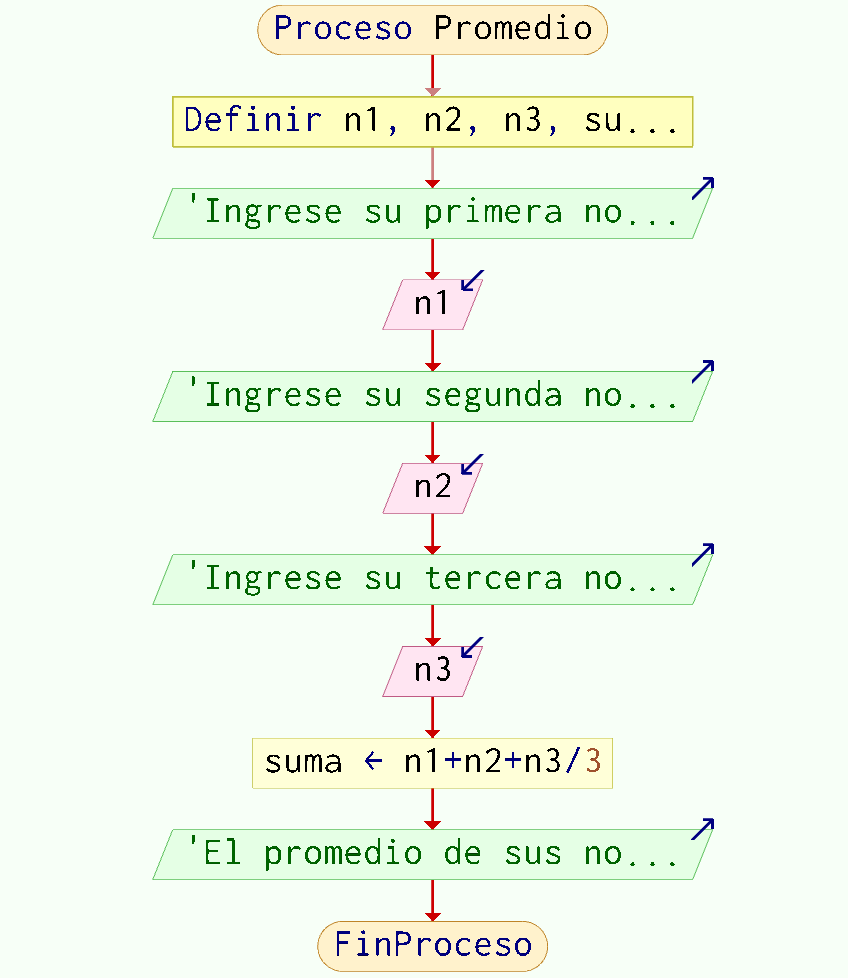 Proceso Promedio
Definir n1, n2, n3, su...
'Ingrese su primera no...
n1
'Ingrese su segunda no...
n2
'Ingrese su tercera no...
n3
suma ← n1+n2+n3/3
'El promedio de sus no...
FinProceso